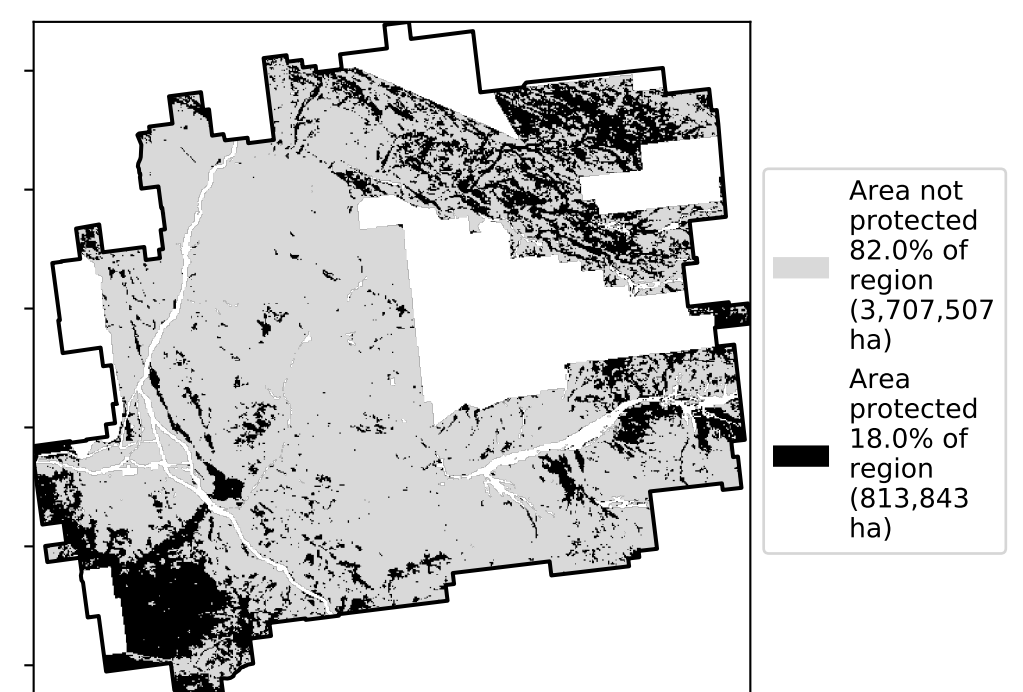 Area not
protected
82.0% of
region
(3,707,507
ha)
Area
protected
18.0% of
region
(813,843
ha)